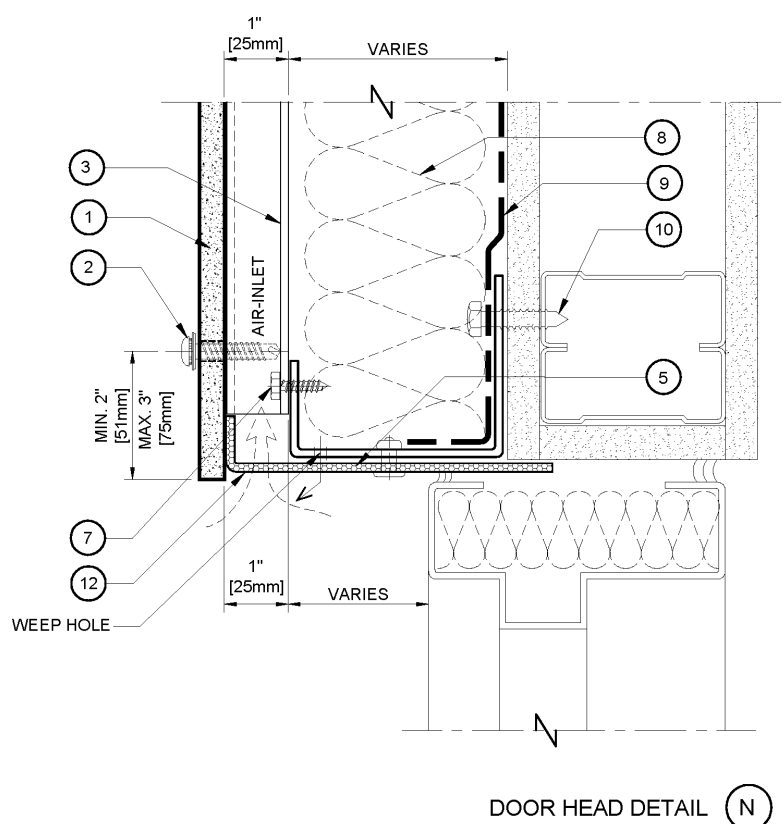 1"
[25mm]
VARIES
8
3
9
1
10
2
AIR-INLET
MIN. 2"
[51mm]
MAX. 3"
[75mm]
5
7
1"
[25mm]
12
VARIES
WEEP HOLE
DOOR HEAD DETAIL N